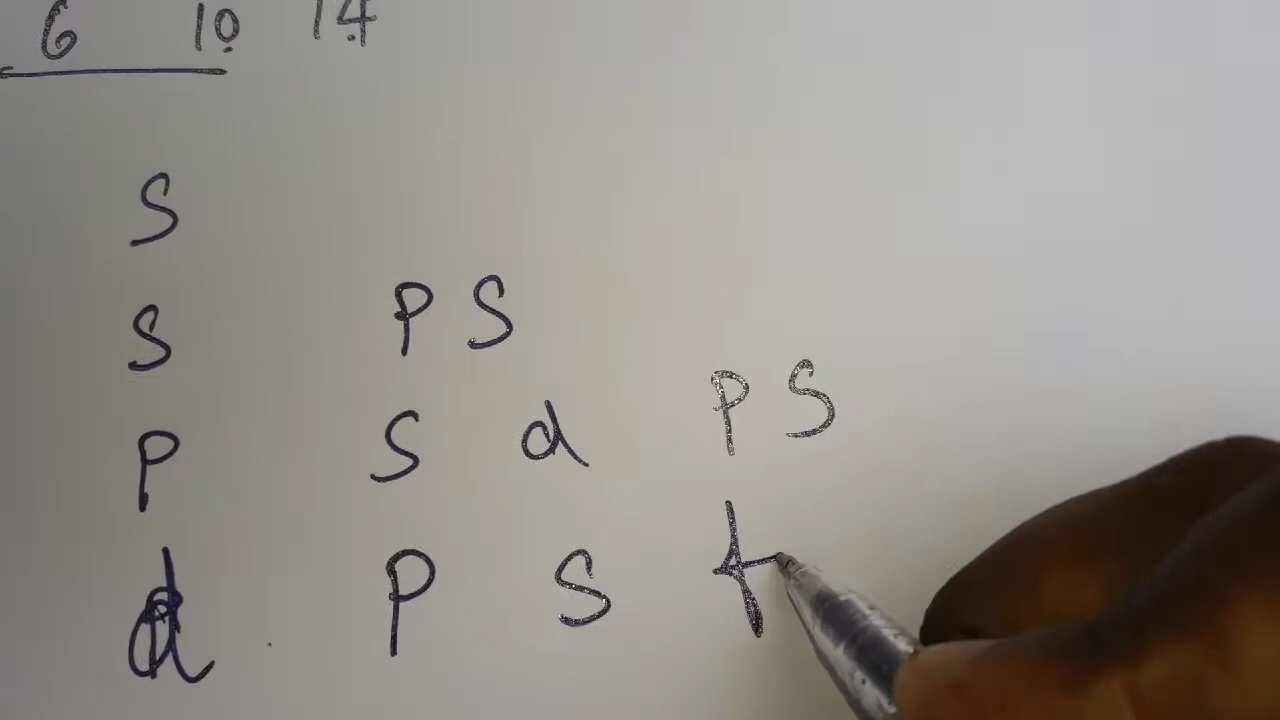 6 10 14
S
S P S
P S d P S
d P S f